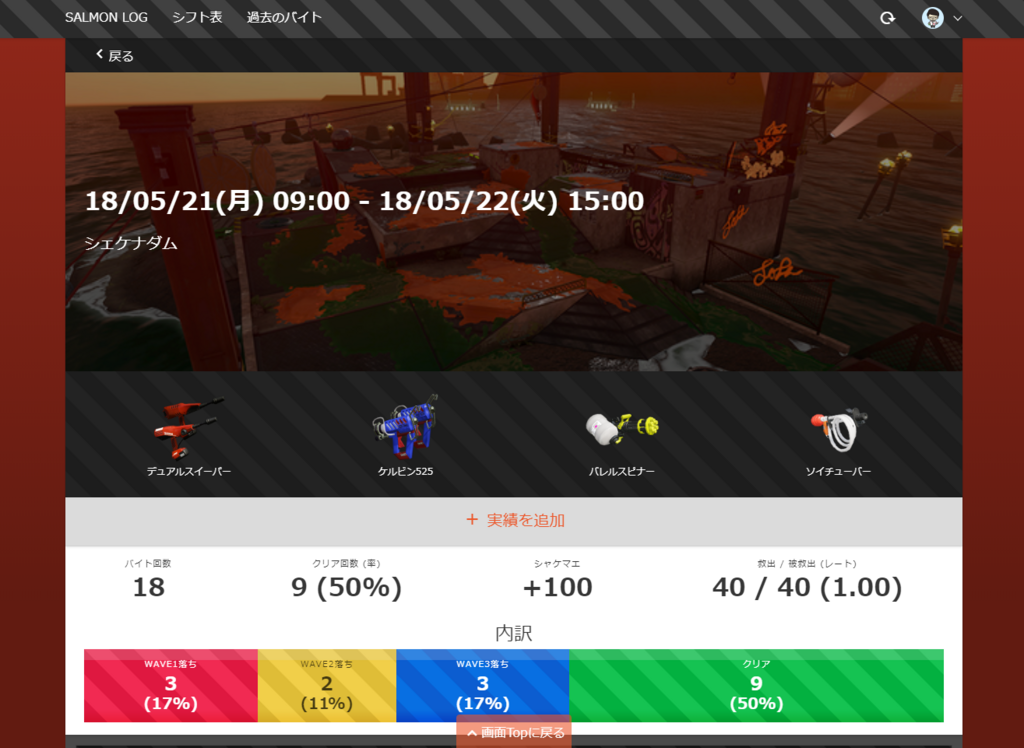 SALMON LOG シフト表 過去のバイト
戻る
18/05/21(月) 09:00 - 18/05/22(火) 15:00
シェケナダム
デュアルスイーパー ケルビン525 バレルスピナー ソイチューバー
+ 実績を追加
バイト回数 クリア回数 (率) シャケマエ 救出 / 被救出 (レート)
18 9 (50%) +100 40 / 40 (1.00)
内訳
WAVE1落ち WAVE2落ち WAVE3落ち クリア
3 2 3 9
(17%) (11%) (17%) (50%)
画面Topに戻る